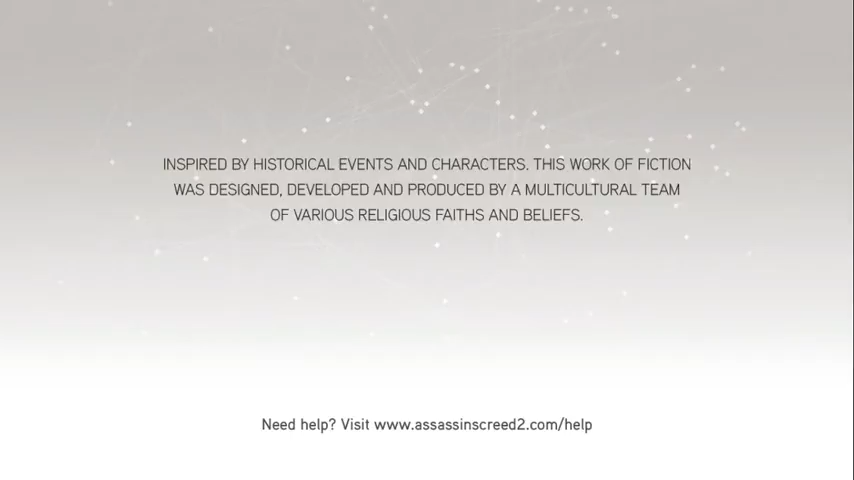 INSPIRED BY HISTORICAL EVENTS AND CHARACTERS. THIS WORK OF FICTION
WAS DESIGNED, DEVELOPED AND PRODUCED BY A MULTICULTURAL TEAM
OF VARIOUS RELIGIOUS FAITHS AND BELIEFS.
Need help? Visit www.assassinscreed2.com/help